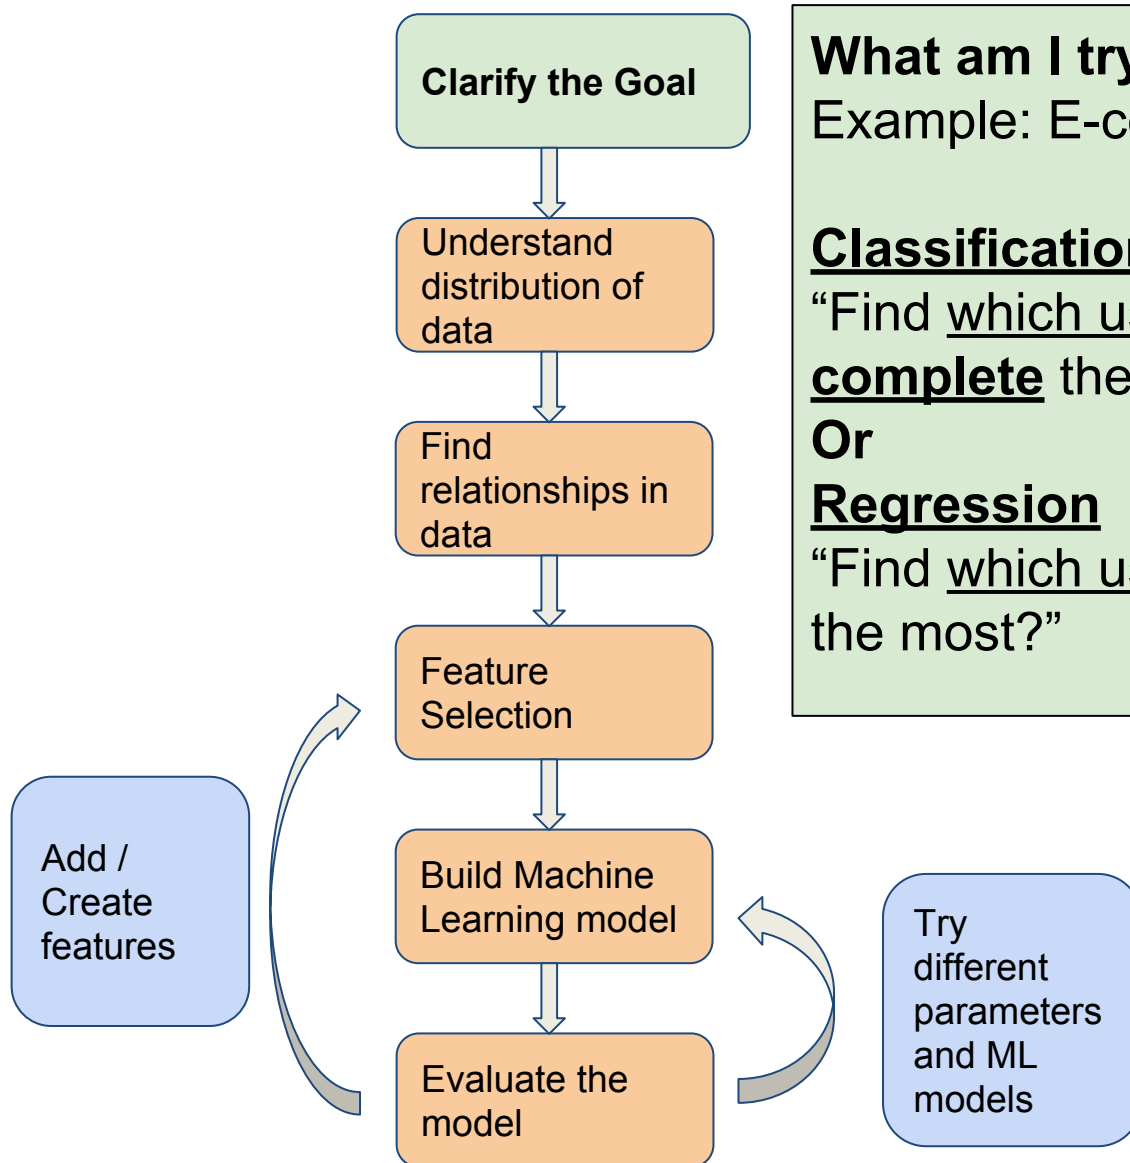 Clarify the Goal
Understand
distribution of
data
Find
relationships in
data
Feature
Selection
Build Machine
Learning model
Evaluate the
model
Add /
Create
features
Try
different
parameters
and ML
models
What am I
Example:
“Find which
complete the
Or
Regression
“Find which
the most?”